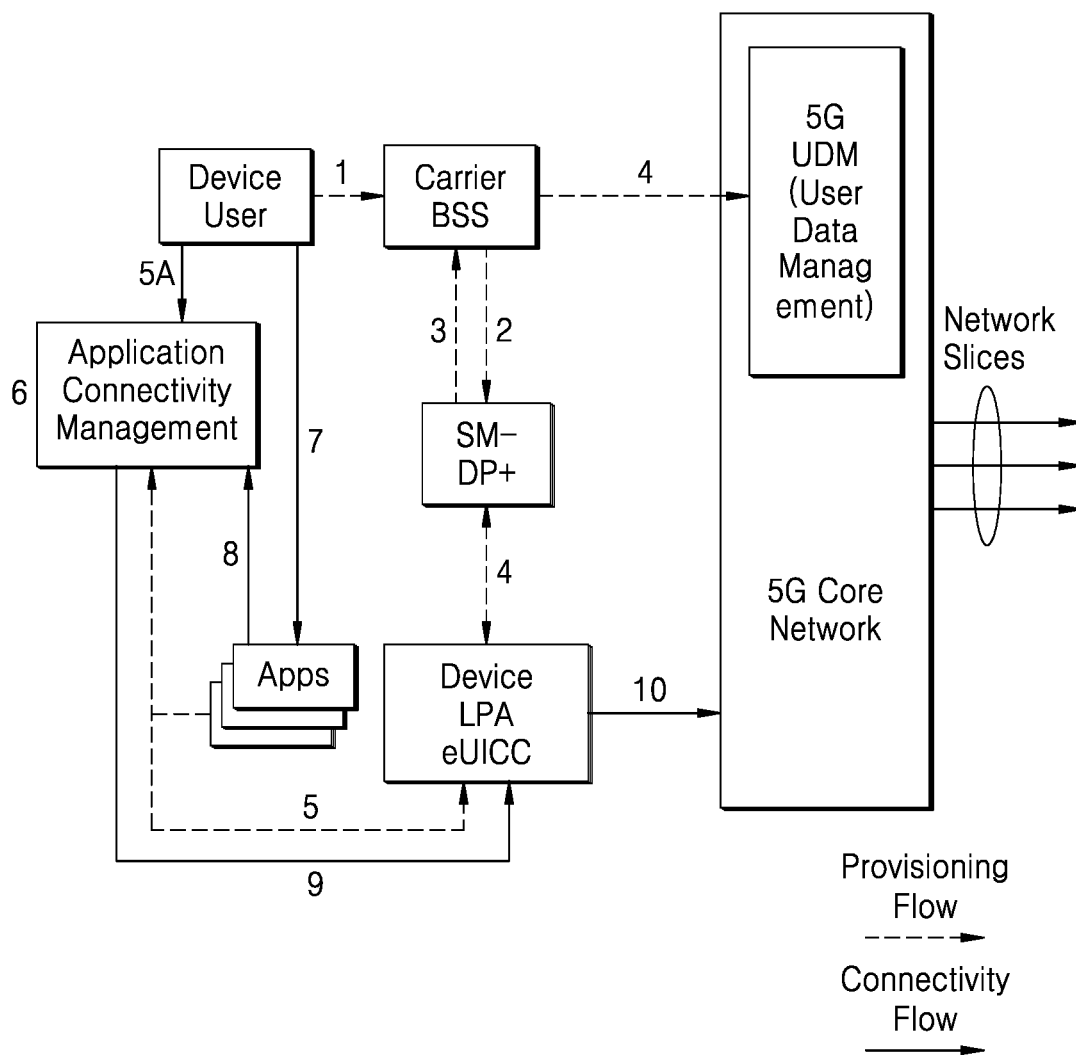 5G
UDM
(User
Data
Manag
ement)
Device
User
1
Carrier
BSS
4
5A
3
2
Network
Slices
6
Application
Connectivity
Management
7
SM-
DP+
8
4
5G Core
Network
Apps
Device
LPA
eUICC
10
5
9
Provisioning
Flow
Connectivity
Flow